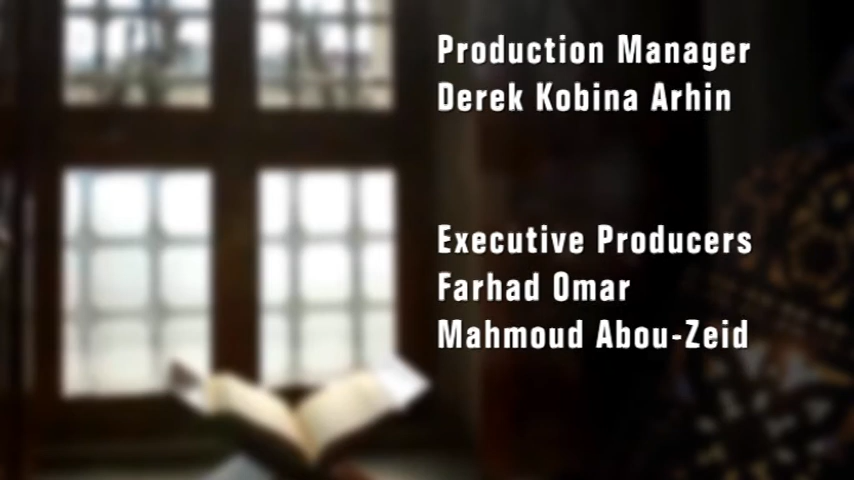 Production Manager
Derek Kobina Arhin
Executive Producers
Farhad Omar
Mahmoud Abou-Zeid